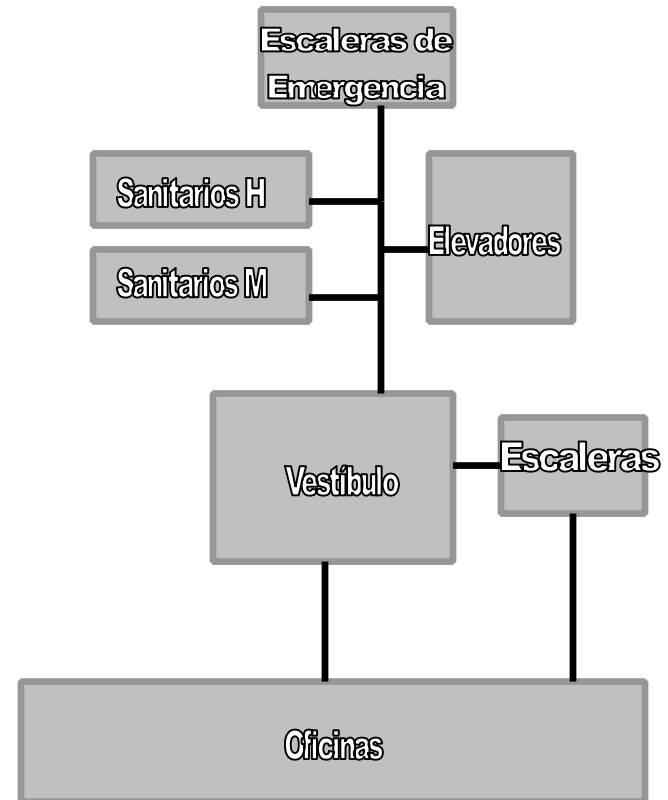 Escaleras de
Emergencia
Sanitarios H
Elevadores
Sanitarios M
Escaleras
Vestíbulo
Oficinas